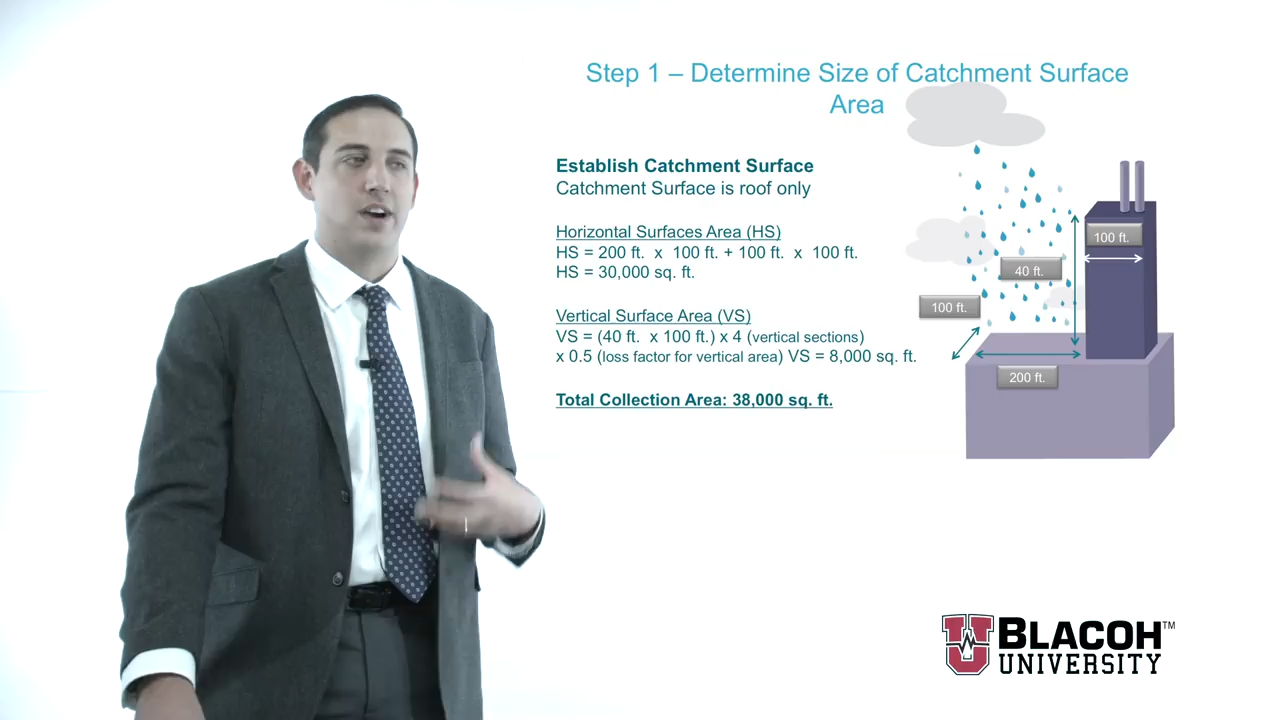 Step 1 – Determine Size of Catchment Surface
Area
Establish Catchment Surface
Catchment Surface is roof only
Horizontal Surfaces Area (HS)
HS = 200 ft. x 100 ft. + 100 ft. x 100 ft.
HS = 30,000 sq. ft.
Vertical Surface Area (VS)
VS = (40 ft. x 100 ft.) x 4 (vertical sections)
x 0.5 (loss factor for vertical area) VS = 8,000 sq. ft.
Total Collection Area: 38,000 sq. ft.
100 ft.
40 ft.
100 ft.
200 ft.
U BLACOH™
UNIVERSITY